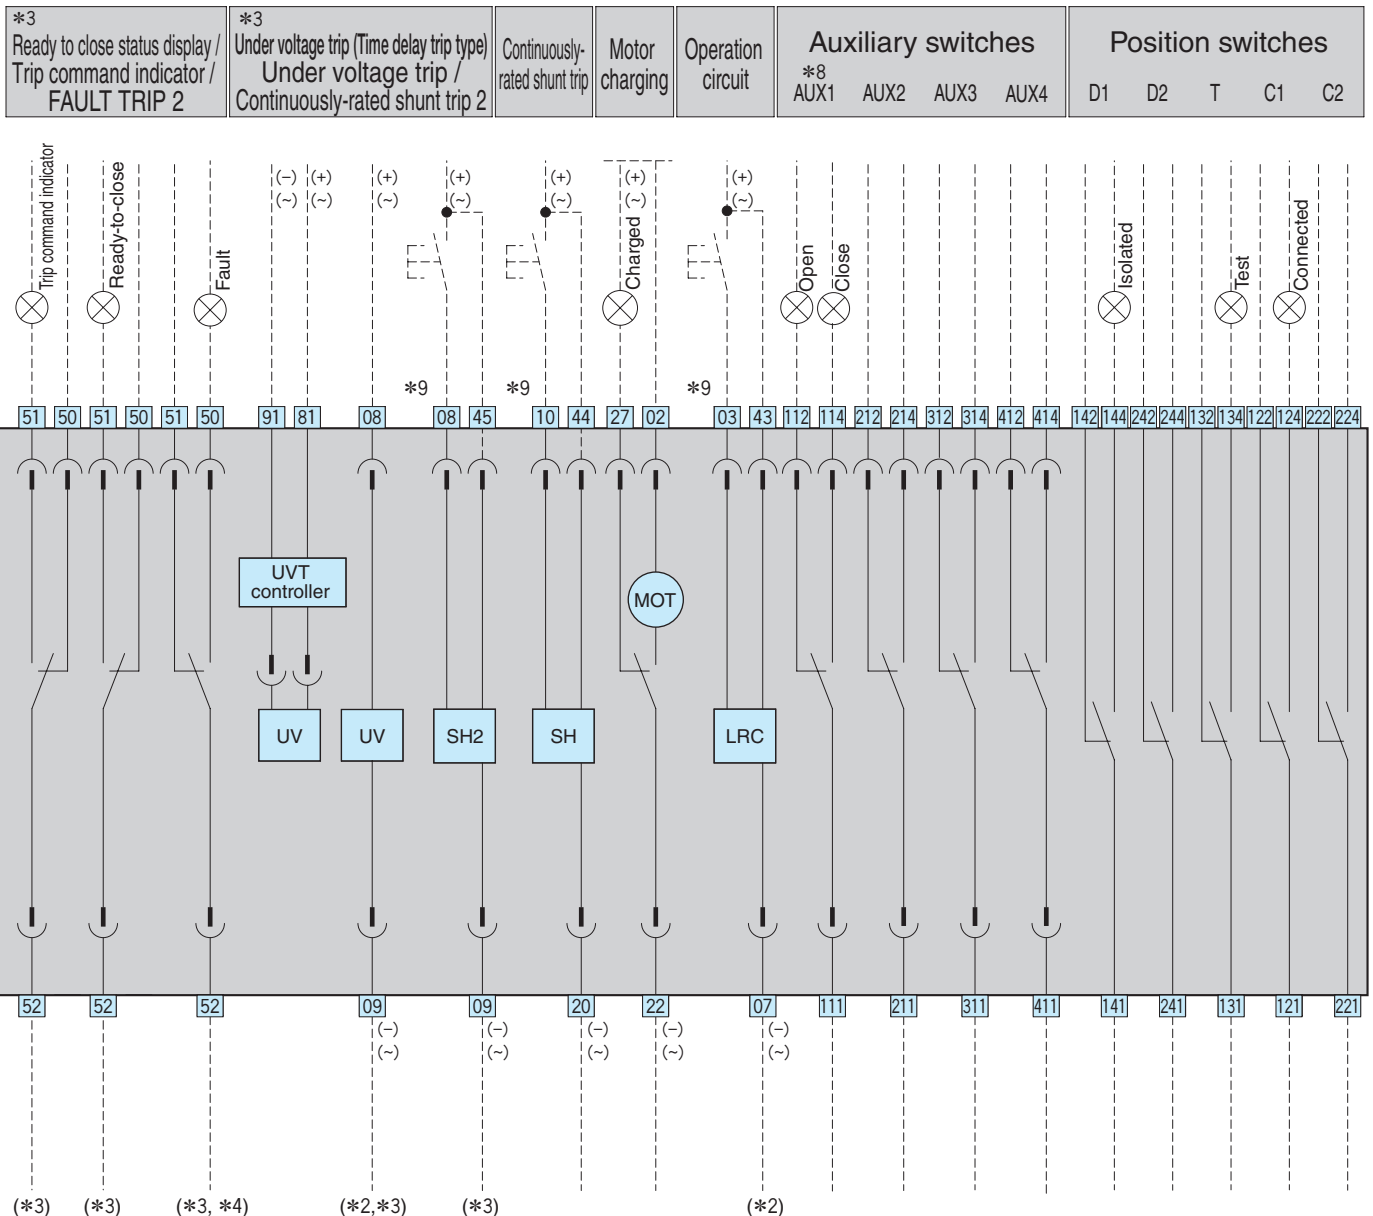 *3
Ready to close status display /
Trip command indicator /
FAULT TRIP 2
*3
Under voltage trip (Time delay trip type)
Under voltage trip /
Continuously-rated shunt trip 2
Continuously-
rated shunt trip
Motor
charging
Operation
circuit
Auxiliary switches
*8
AUX1 AUX2 AUX3 AUX4
Position switches
D1 D2 T C1 C2
Trip command indicator
Ready-to-close
Fault
(–) (+) (+) (+) (+) (+) (+)
(~) (~) (~) (~) (~) (~) (~)
Charged
Open
Close
Isolated
Test
Connected
*9 *9 *9
51 50 51 50 51 50 91 81 08 08 45 10 44 27 02 03 43 112 114 212 214 312 314 412 414 142 144 242 244 132 134 122 124 222 224
UVT
controller
MOT
UV UV SH2 SH LRC
52 52 52 09 09 20 22 07 111 211 311 411 141 241 131 121 221
(–) (–) (–) (–) (–)
(~) (~) (~) (~) (~)
(*3) (*3) (*3, *4) (*2,*3) (*3) (*2)